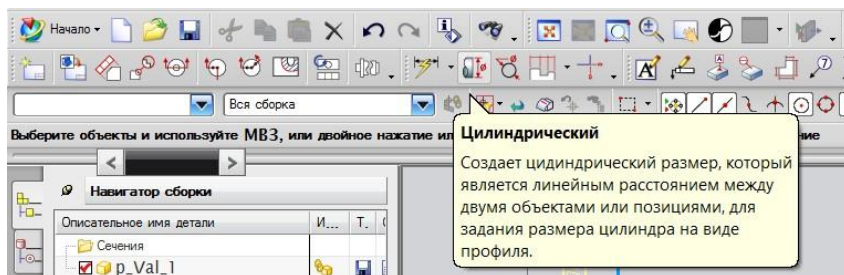 Начало
Вся сборка
Выберите объекты и используйте МВ3, или двойное нажатие ил
ние
Цилиндрический
Создает цидиндрический размер, который
является линейным расстоянием между
двумя объектами или позициями, для
задания размера цилиндра на виде
профиля.
Навигатор сборки
Описательное имя детали И... Т.
Сечения
p_Val_1